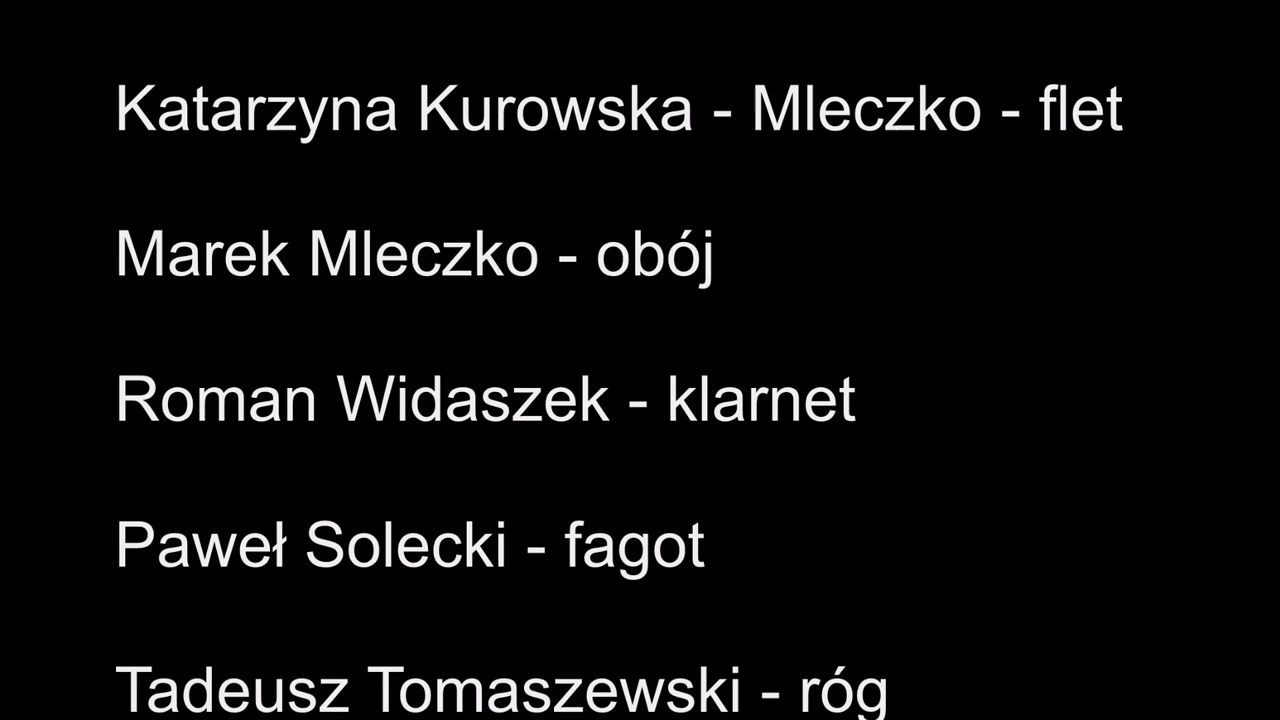 Katarzyna Kurowska - Mleczko - flet
Marek Mleczko - obój
Roman Widaszek - klarnet
Paweł Solecki - fagot
Tadeusz Tomaszewski - róg